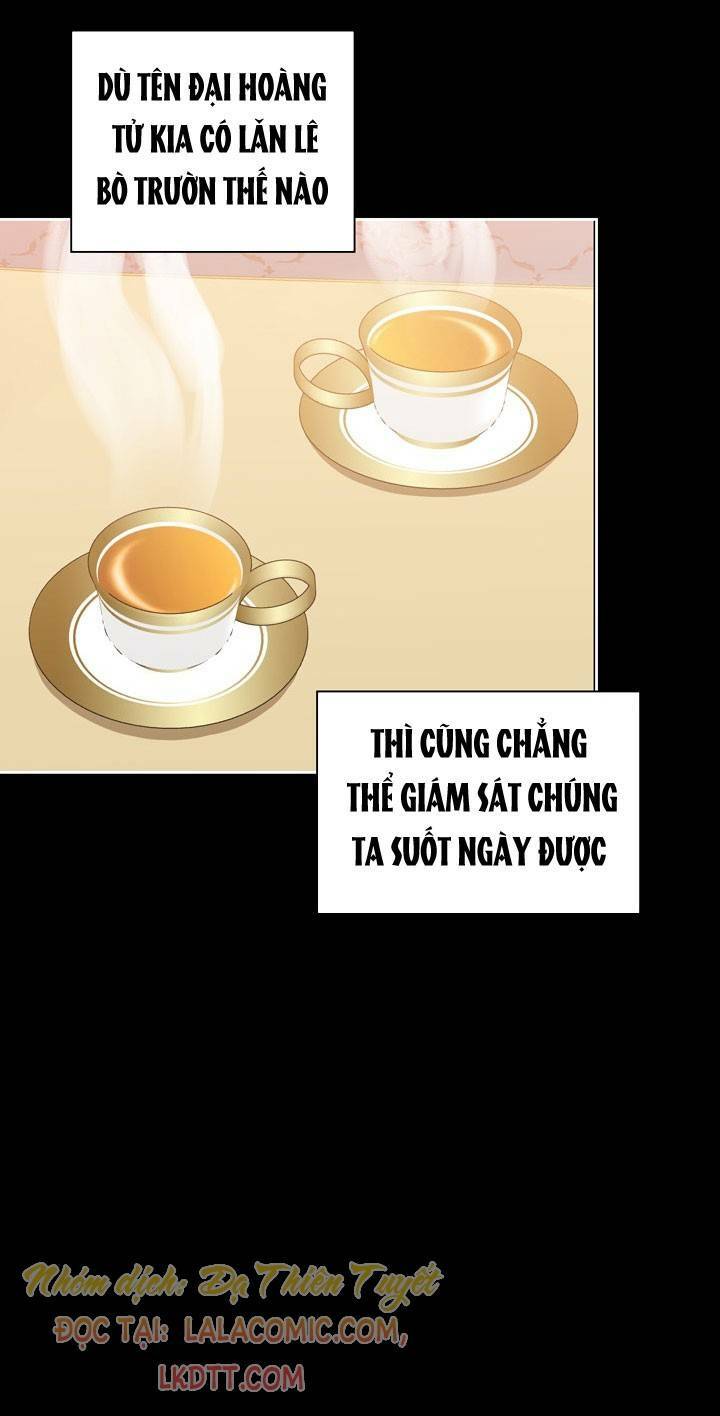 DÙ TÊN ĐẠI HOÀNG
TỬ KIA CÓ LĂN LÊ
BÒ TRƯỜN THẾ NÀO
THÌ CŨNG CHẲNG
THỂ GIÁM SÁT CHÚNG
TA SUỐT NGÀY ĐƯỢC
Nhóm dịch: Dạ Thiên Tuyết
ĐỌC TẠI: LALACOMIC.COM,
LKDTT.COM